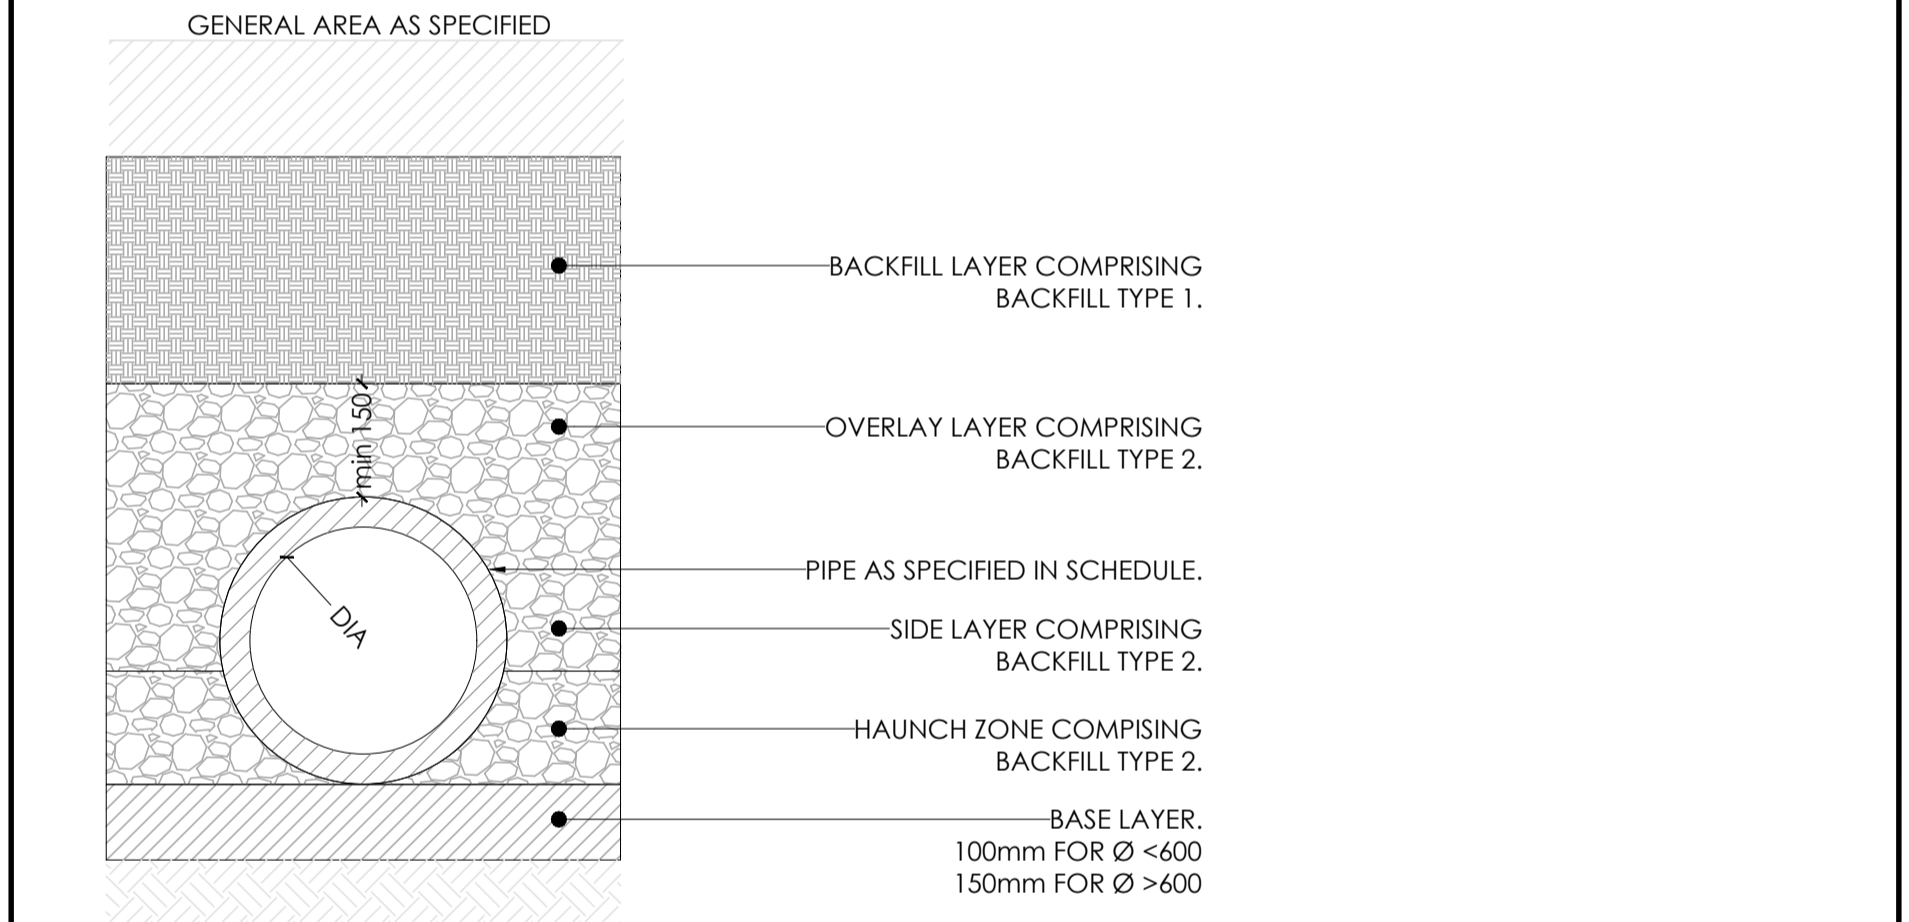 GENERAL AREA AS SPECIFIED
BACKFILL LAYER COMPRISING
BACKFILL TYPE 1.
min 150
OVERLAY LAYER COMPRISING
BACKFILL TYPE 2.
PIPE AS SPECIFIED IN SCHEDULE.
DIA
SIDE LAYER COMPRISING
BACKFILL TYPE 2.
HAUNCH ZONE COMPISING
BACKFILL TYPE 2.
BASE LAYER.
100mm FOR Ø <600
150mm FOR Ø >600